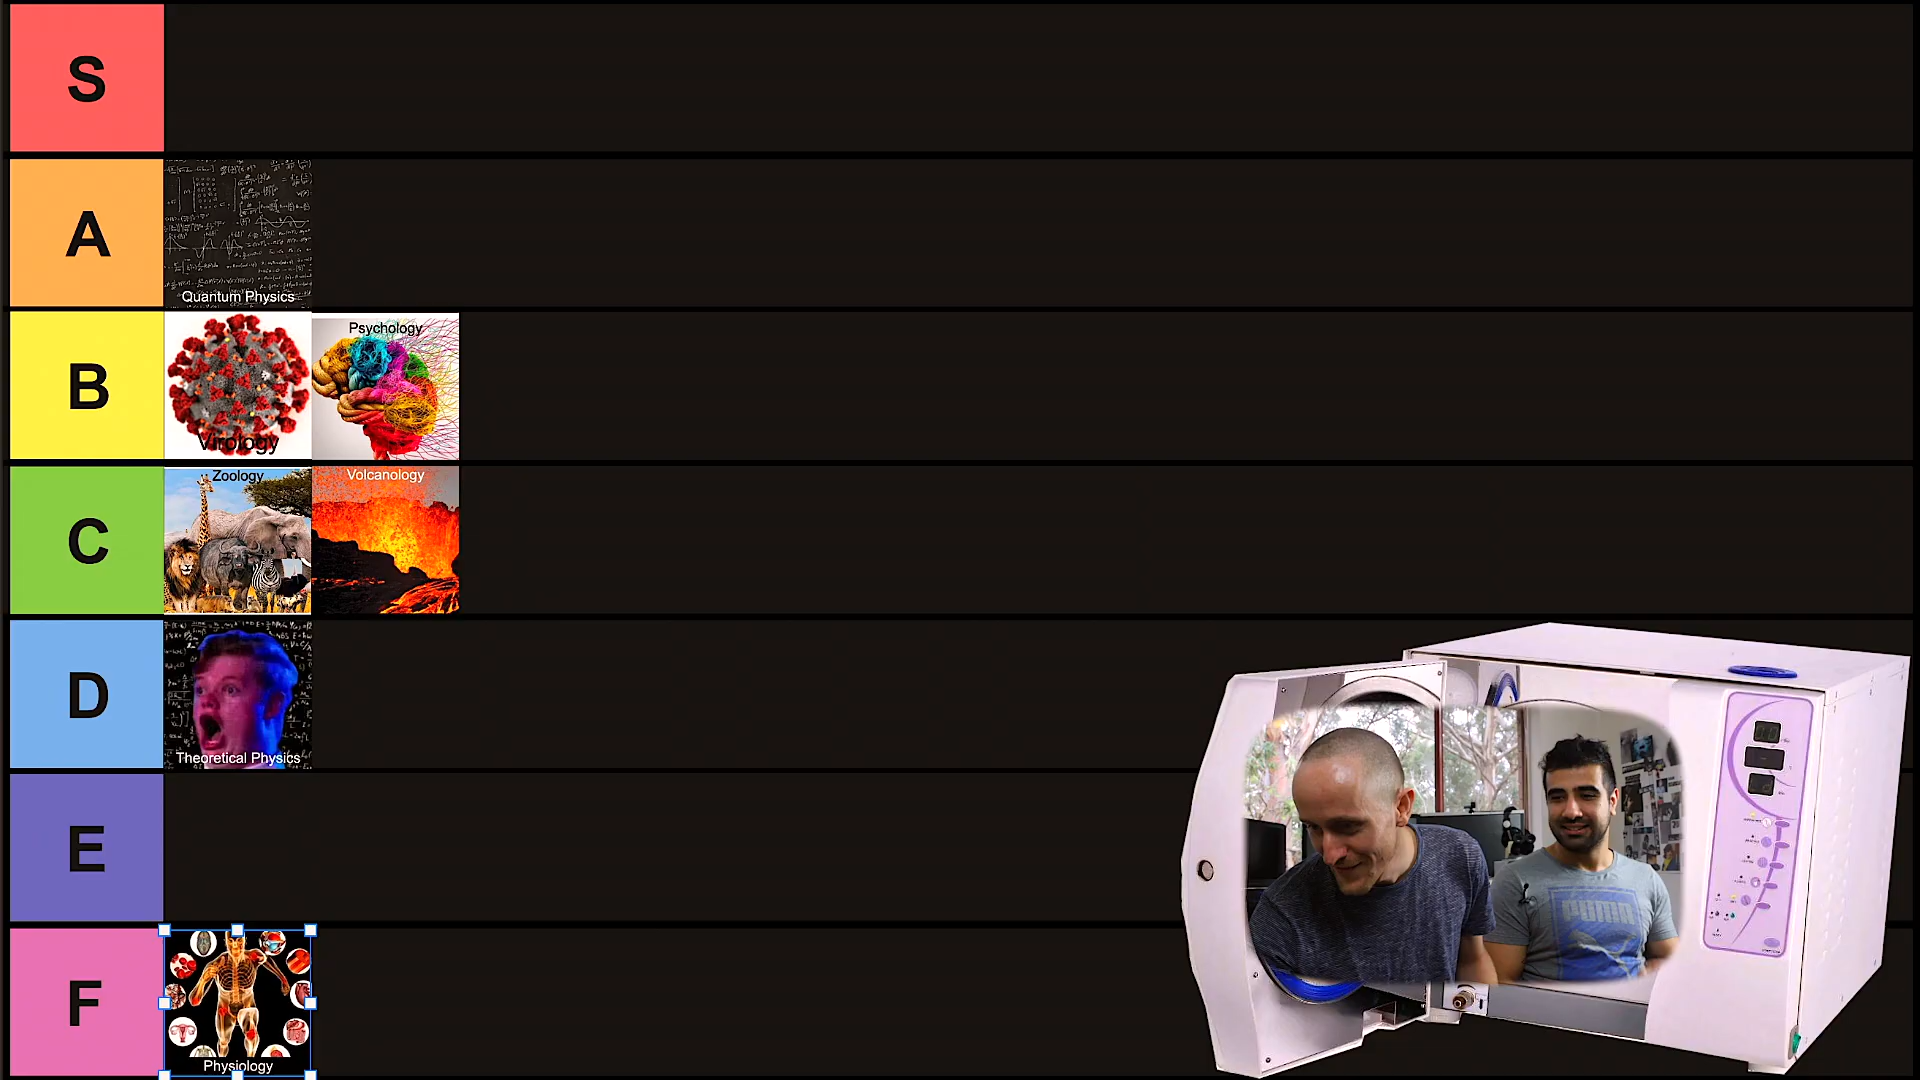 S
A
Quantum Physics
B
Virology
Psychology
C
Zoology
Volcanology
D
Theoretical Physics
E
F
Physiology
PUMA